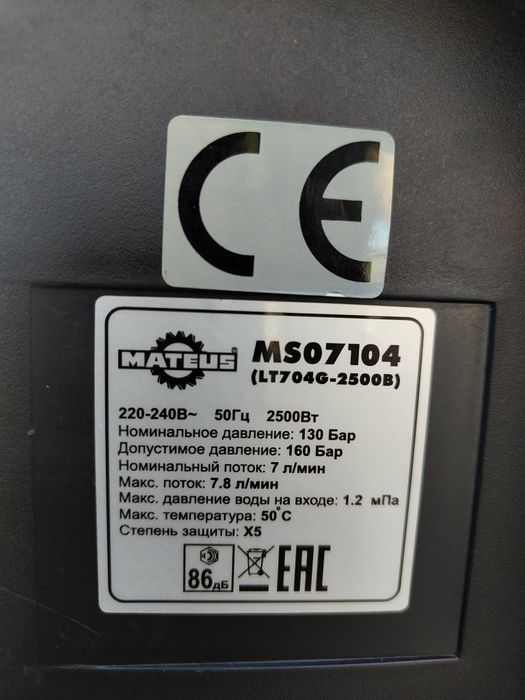 CE
MATEUS
MS07104
(LT704G-2500B)
220-240В~ 50Гц 2500Вт
Номинальное давление: 130 Бар
Допустимое давление: 160 Бар
Номинальный поток: 7 л/мин
Макс. поток: 7.8 л/мин
Макс. давление воды на входе: 1.2 мПа
Макс. температура: 50°С
Степень защиты: X5
86дБ
EAC